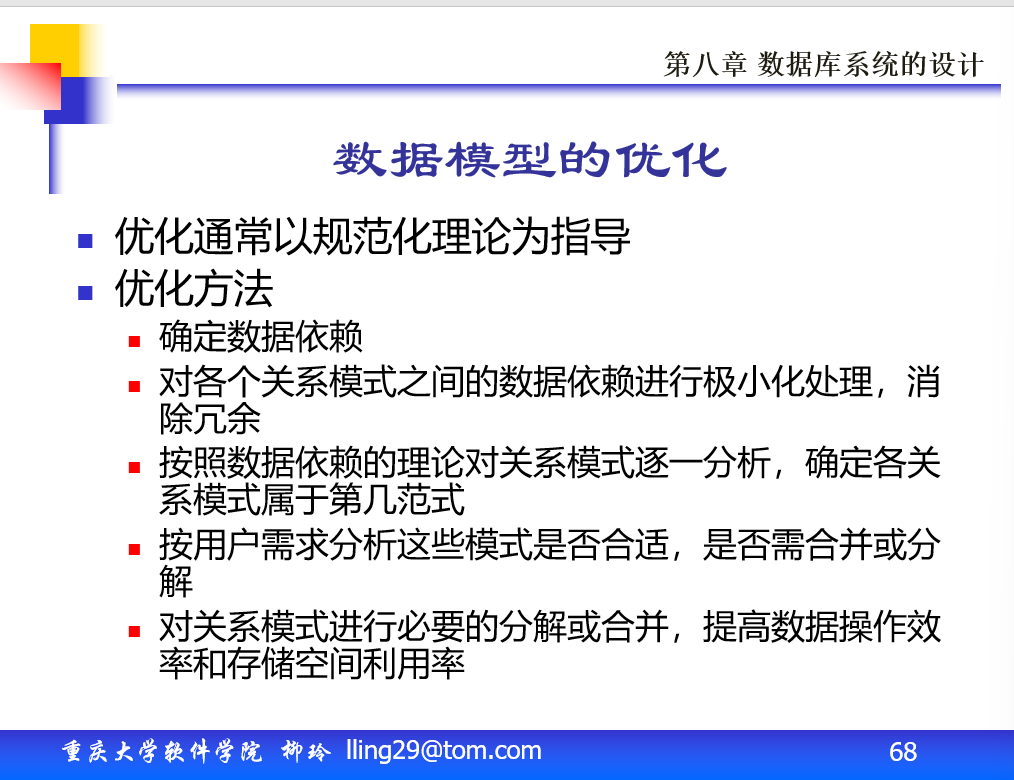 第八章 数据库系统的设计
数据模型的优化
优化通常以规范化理论为指导
优化方法
确定数据依赖
对各个关系模式之间的数据依赖进行极小化处理，消
除冗余
按照数据依赖的理论对关系模式逐一分析，确定各关
系模式属于第几范式
按用户需求分析这些模式是否合适，是否需合并或分
解
对关系模式进行必要的分解或合并，提高数据操作效
率和存储空间利用率
重庆大学软件学院 柳玲 lling29@tom.com 68